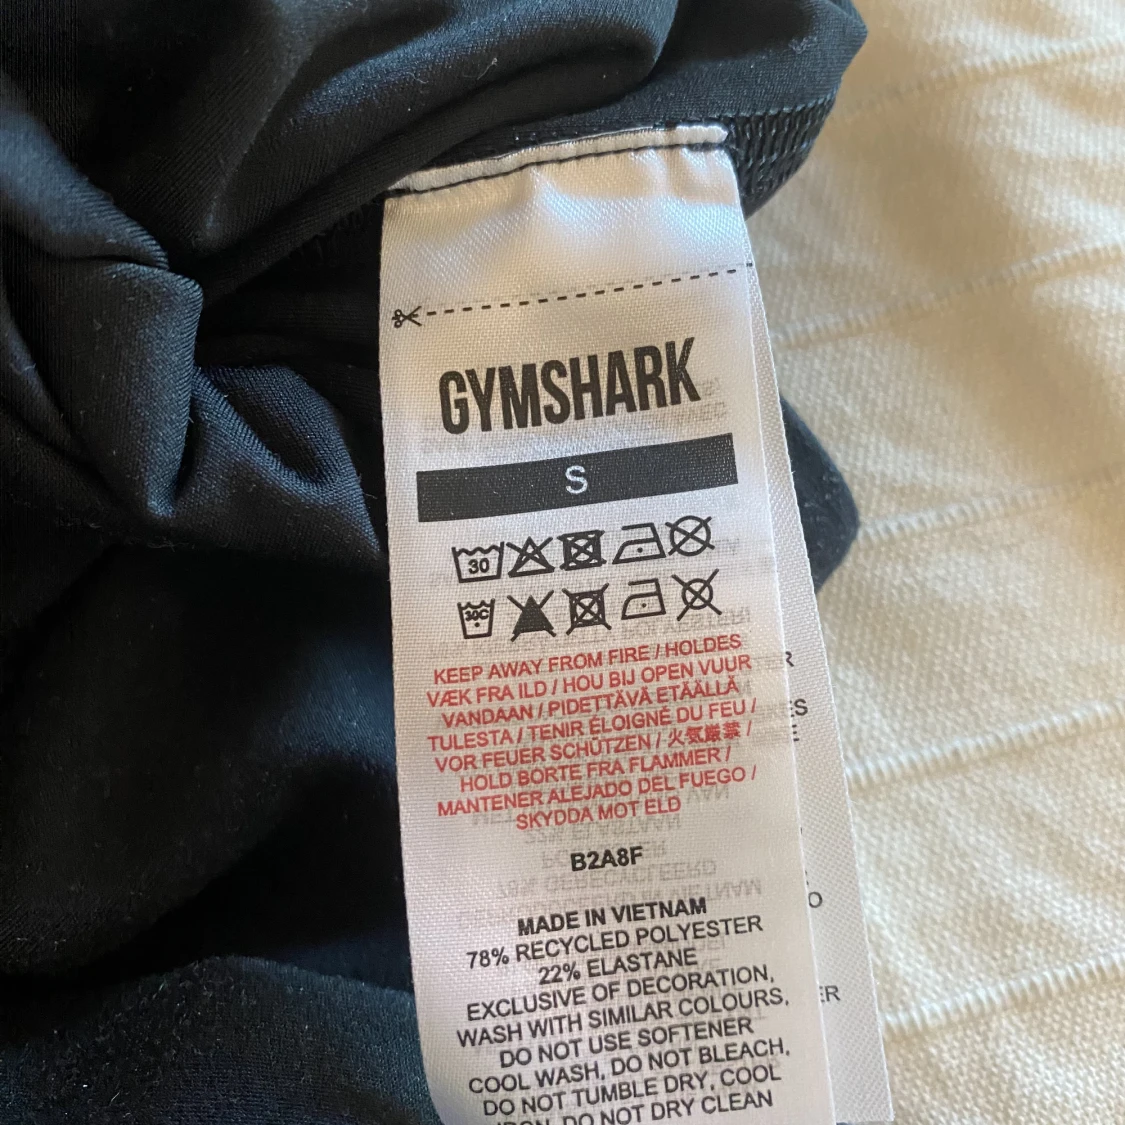 GYMSHARK
S
30
30C
KEEP AWAY FROM FIRE / HOLDES
VÆK FRA ILD / HOU BIJ OPEN VUUR
VANDAAN / PIDETTÄVÄ ETÄÄLLÄ
TULESTA / TENIR ÉLOIGNÉ DU FEU /
VOR FEUER SCHÜTZEN / 火気厳禁 /
HOLD BORTE FRA FLAMMER /
MANTENER ALEJADO DEL FUEGO /
SKYDDA MOT ELD
B2A8F
MADE IN VIETNAM
78% RECYCLED POLYESTER
22% ELASTANE
EXCLUSIVE OF DECORATION,
WASH WITH SIMILAR COLOURS,
DO NOT USE SOFTENER
COOL WASH, DO NOT BLEACH,
DO NOT TUMBLE DRY, COOL
IRON, DO NOT DRY CLEAN